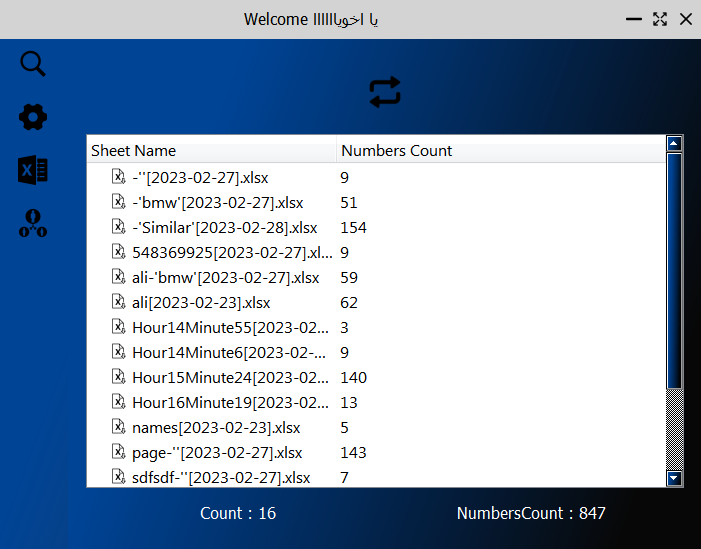 Welcome يا اخوياااااا
Sheet Name Numbers Count
-''[2023-02-27].xlsx 9
-'bmw'[2023-02-27].xlsx 51
-'Similar'[2023-02-28].xlsx 154
548369925[2023-02-27].xl... 9
ali-'bmw'[2023-02-27].xlsx 59
ali[2023-02-23].xlsx 62
Hour14Minute55[2023-02... 3
Hour14Minute6[2023-02-... 9
Hour15Minute24[2023-02... 140
Hour16Minute19[2023-02... 13
names[2023-02-23].xlsx 5
page-''[2023-02-27].xlsx 143
sdfsdf-''[2023-02-27].xlsx 7
Count : 16 NumbersCount : 847